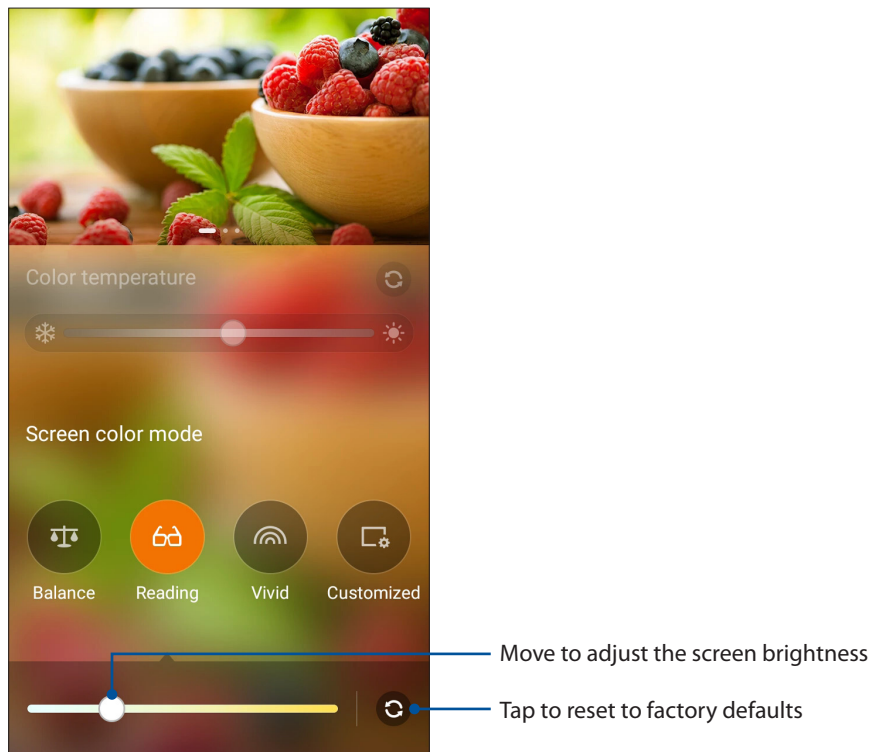 Color temperature
Screen color mode
Balance Reading Vivid Customized
Move to adjust the screen brightness
Tap to reset to factory defaults